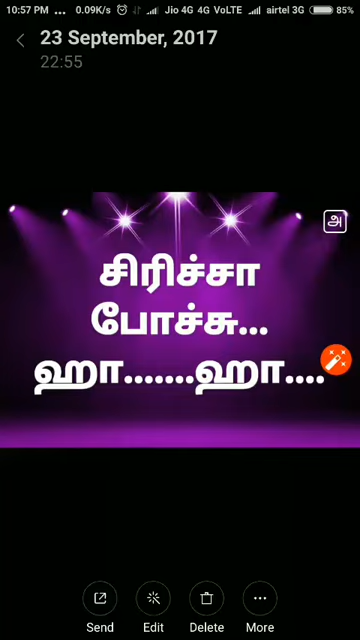 10:57 PM ... 0.09K/s Jio 4G 4G VoLTE airtel 3G 85%
23 September, 2017
22:55
அ
சிரிச்சா
போச்சு...
ஹா.......ஹா....
Send Edit Delete More